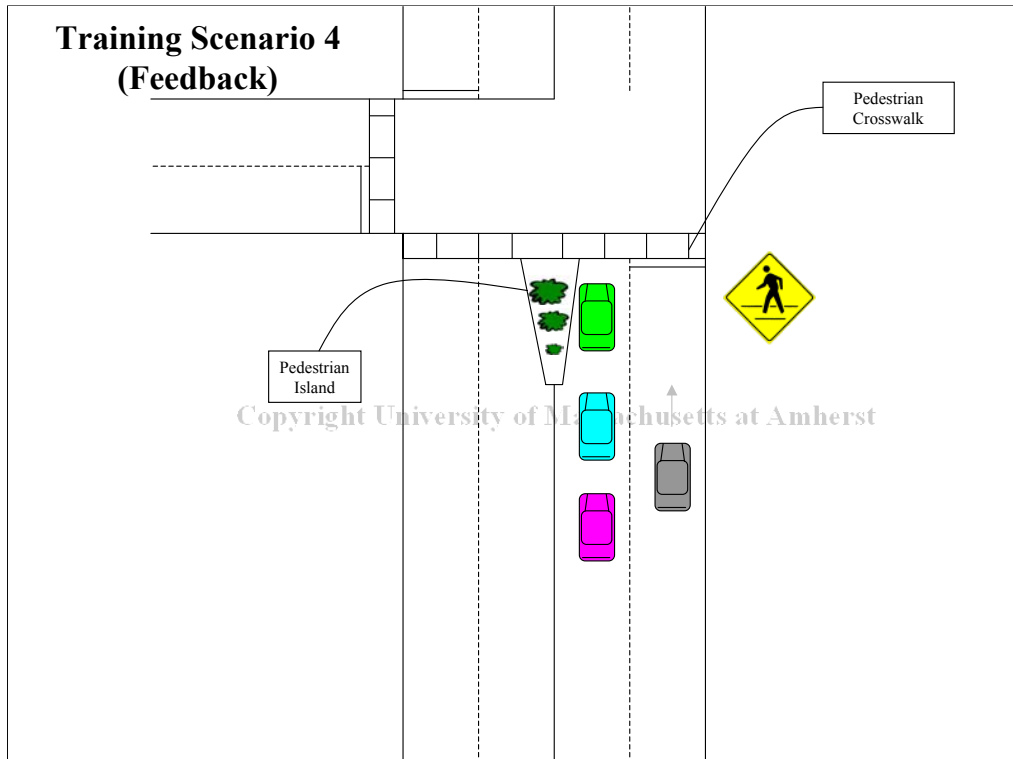 Training Scenario 4
(Feedback)
Pedestrian
Crosswalk
Pedestrian
Island
Copyright University of Massachusetts at Amherst